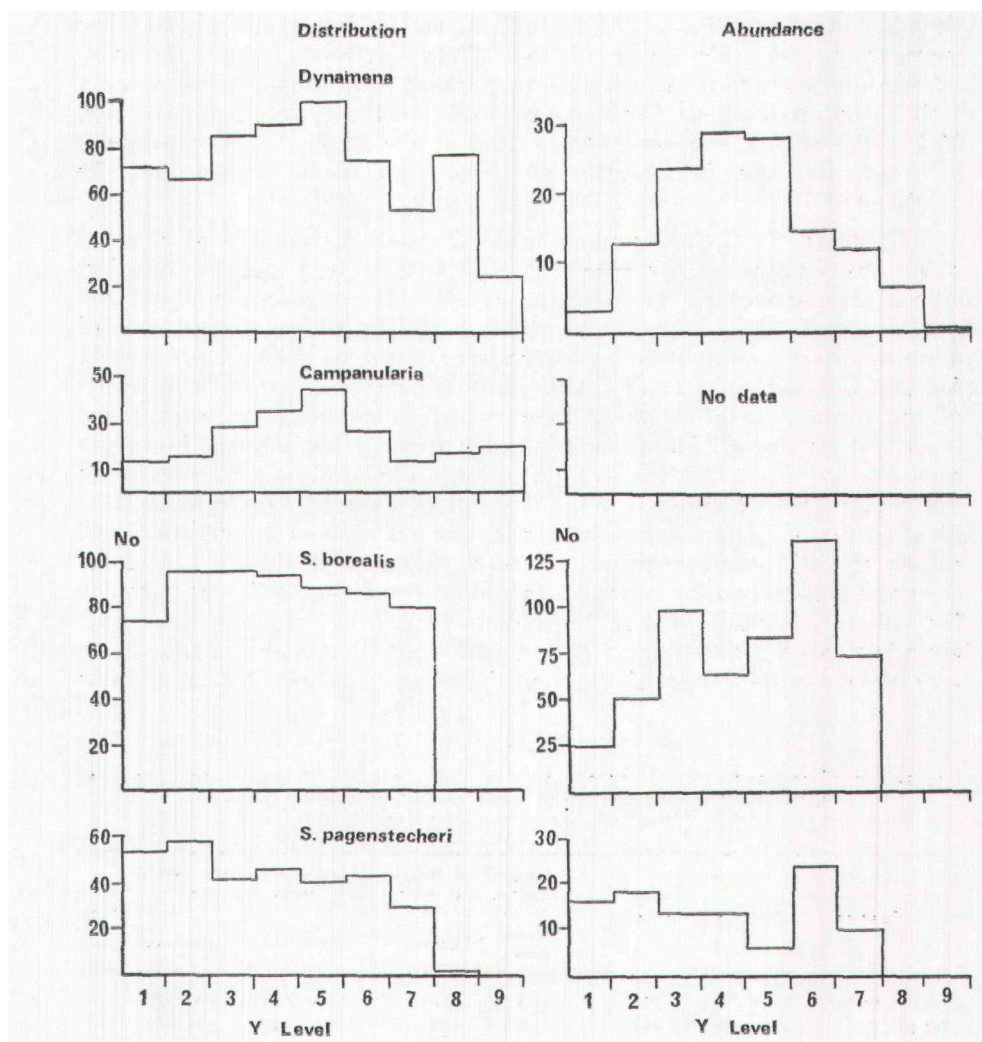 Distribution
Abundance
Dynamena
100
80
60
40
20
30
20
10
Campanularia
50
30
10
No data
No
S. borealis
100
80
60
40
20
No
125
100
75
50
25
S. pagenstecheri
60
40
20
30
20
10
1 2 3 4 5 6 7 8 9
Y Level
1 2 3 4 5 6 7 8 9
Y Level